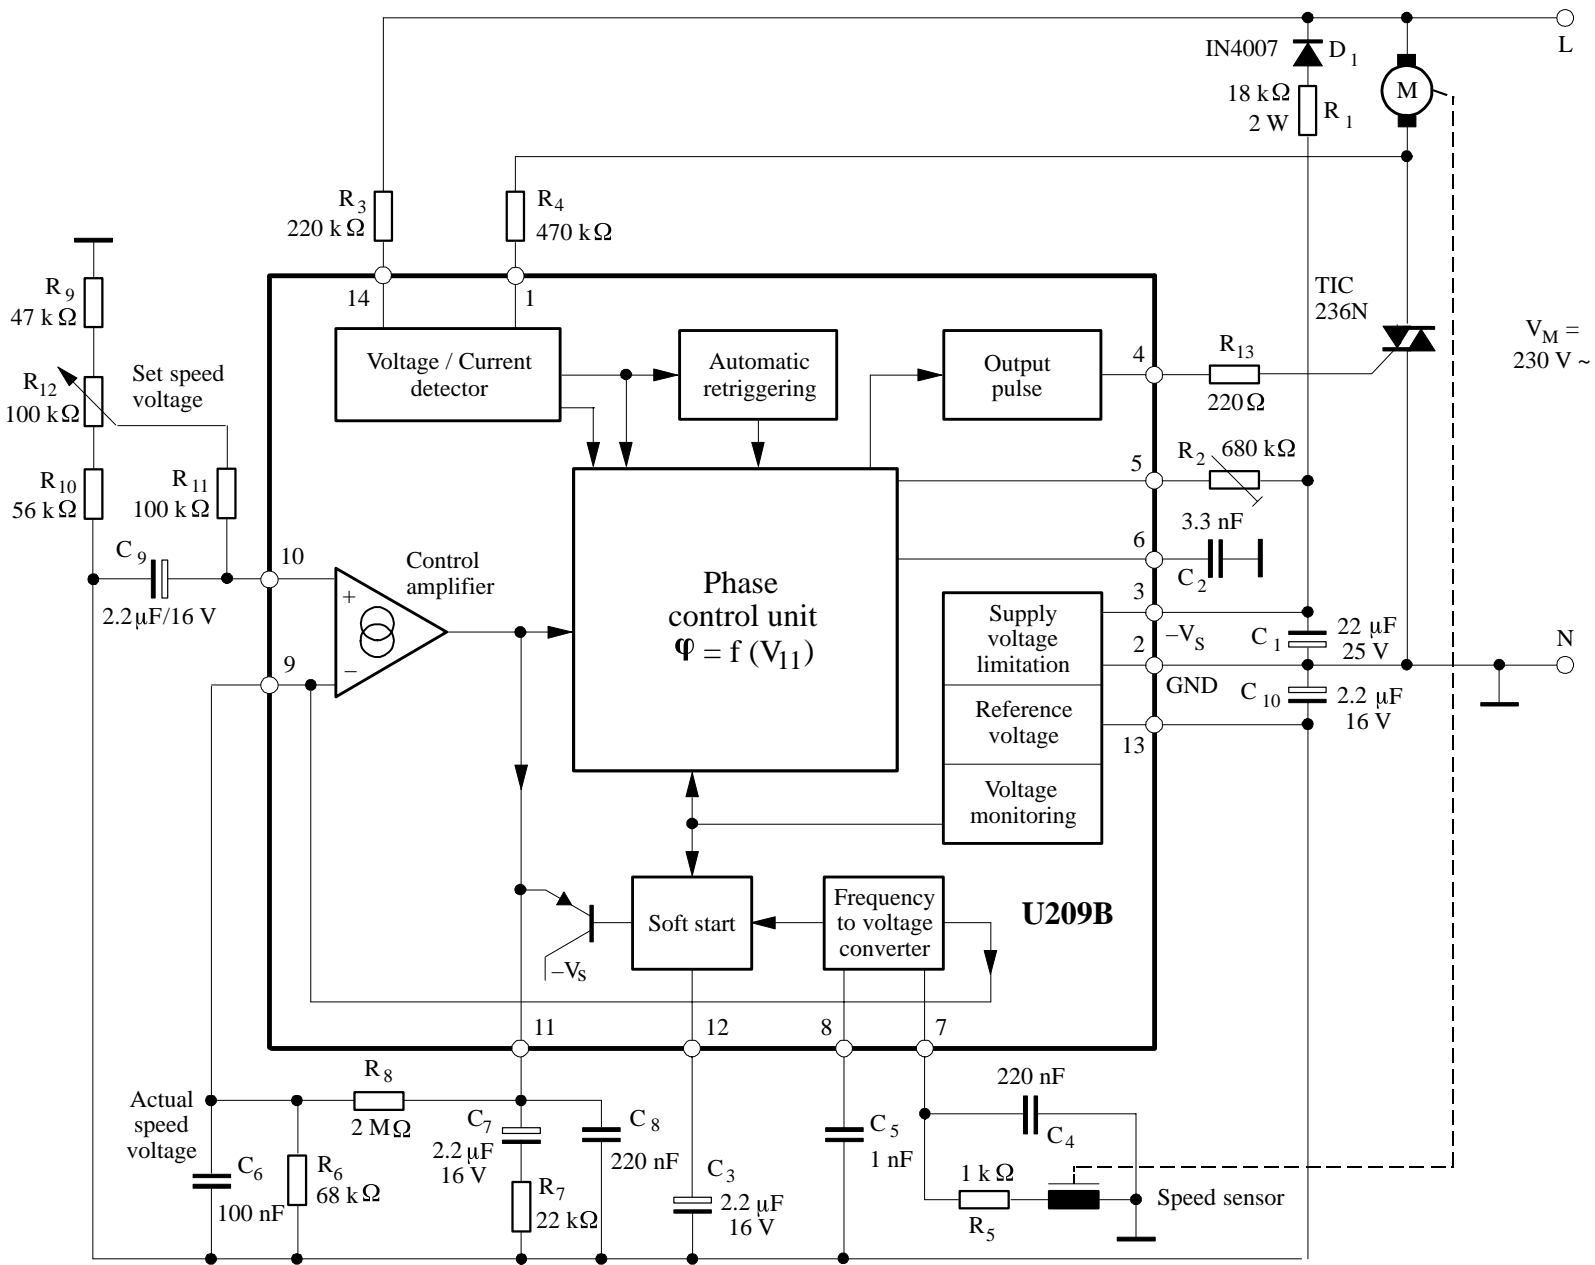 L
IN4007 D1
18 kΩ
2 W
R1
M
R3
220 kΩ
R4
470 kΩ
R9
47 kΩ
14
1
TIC
236N
VM =
230 V ~
Voltage / Current
detector
Automatic
retriggering
Output
pulse
4
R13
220Ω
R12
100 kΩ
Set speed
voltage
R10
56 kΩ
R11
100 kΩ
5
R2
680 kΩ
3.3 nF
6
C2
C9
2.2μF/16 V
10
Control
amplifier
+
−
9
Phase
control unit
φ = f (V11)
Supply
voltage
limitation
3
–VS
2
GND
C1
22 μF
25 V
N
C10
2.2 μF
16 V
Reference
voltage
13
Voltage
monitoring
Soft start
–VS
Frequency
to voltage
converter
U209B
11
12
8
7
Actual
speed
voltage
R8
2 MΩ
C7
2.2 μF
16 V
C8
220 nF
C6
100 nF
R6
68 kΩ
R7
22 kΩ
C3
2.2 μF
16 V
C5
1 nF
220 nF
C4
1 kΩ
R5
Speed sensor